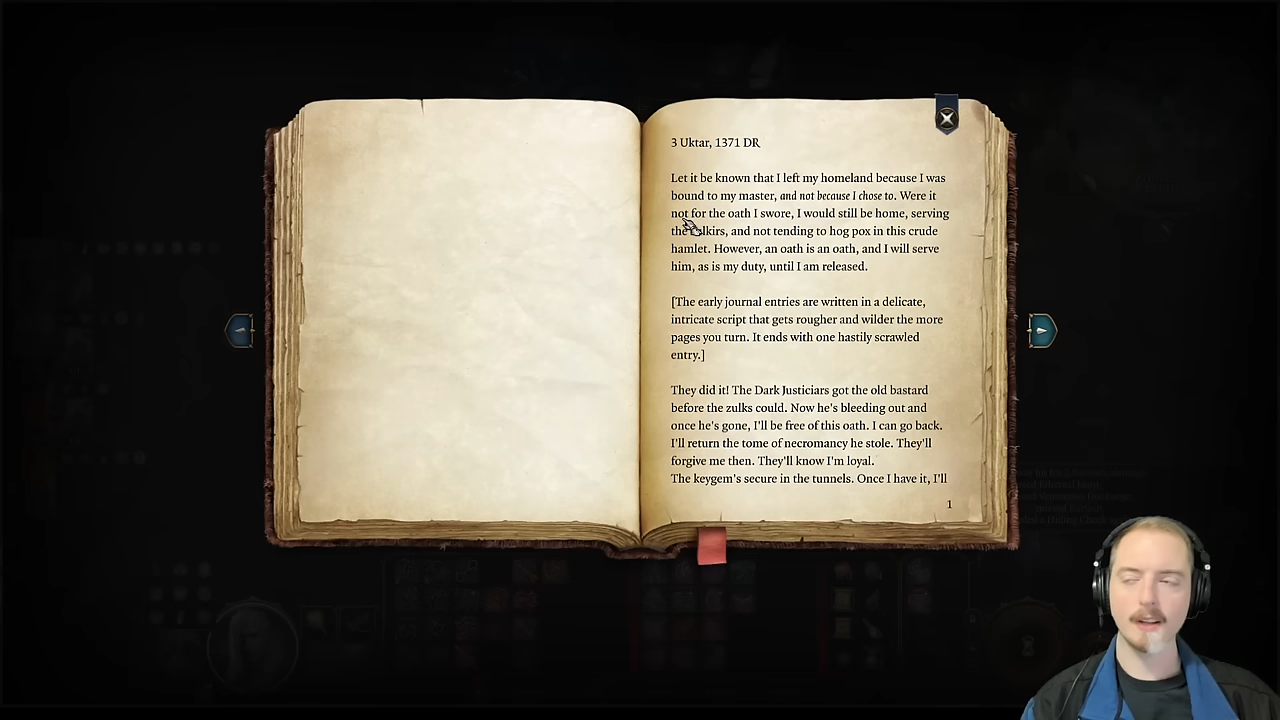 3 Uktar, 1371 DR
Let it be known that I left my homeland because I was
bound to my master, and not because I chose to. Were it
not for the oath I swore, I would still be home, serving
the lkirs, and not tending to hog pox in this crude
hamlet. However, an oath is an oath, and I will serve
him, as is my duty, until I am released.
[The early journal entries are written in a delicate,
intricate script that gets rougher and wilder the more
pages you turn. It ends with one hastily scrawled
entry.]
They did it! The Dark Justiciars got the old bastard
before the zulks could. Now he's bleeding out and
once he's gone, I'll be free of this oath. I can go back.
I'll return the tome of necromancy he stole. They'll
forgive me then. They'll know I'm loyal.
The keygem's secure in the tunnels. Once I have it, I'll
1